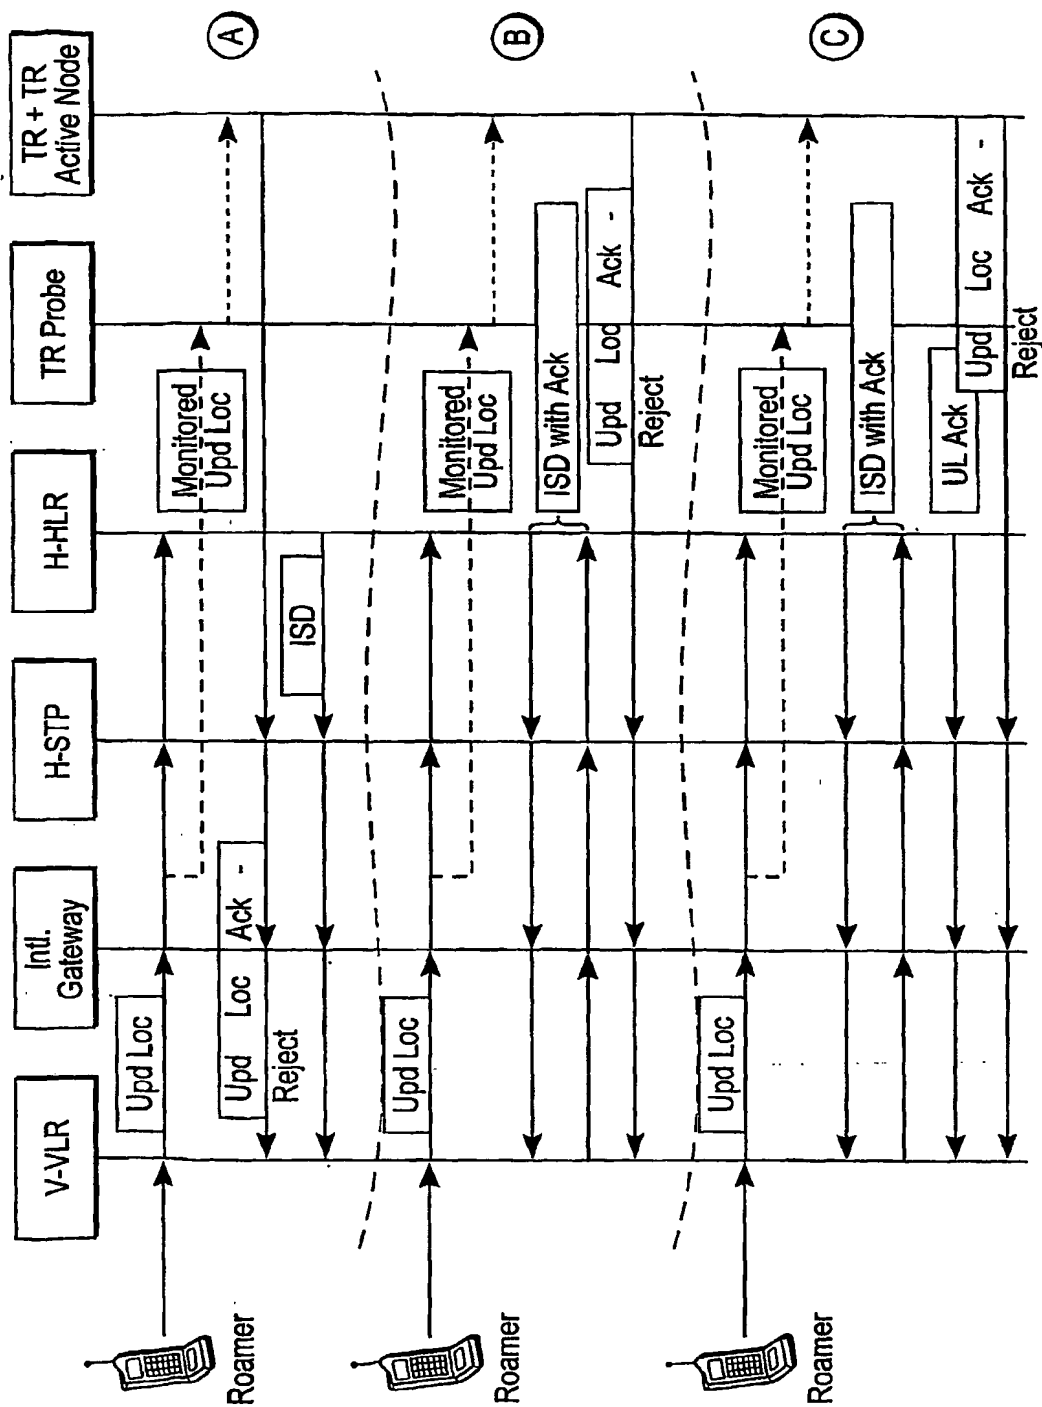 V-VLR
Intl.
Gateway
H-STP
H-HLR
TR Probe
TR + TR
Active Node
Roamer
Upd Loc
Monitored
Upd Loc
Upd Loc Ack -
Reject
ISD
A
Roamer
Upd Loc
Monitored
Upd Loc
ISD with Ack
Upd Loc Ack -
Reject
B
Roamer
Upd Loc
Monitored
Upd Loc
ISD with Ack
UL Ack
Upd Loc Ack -
Reject
C